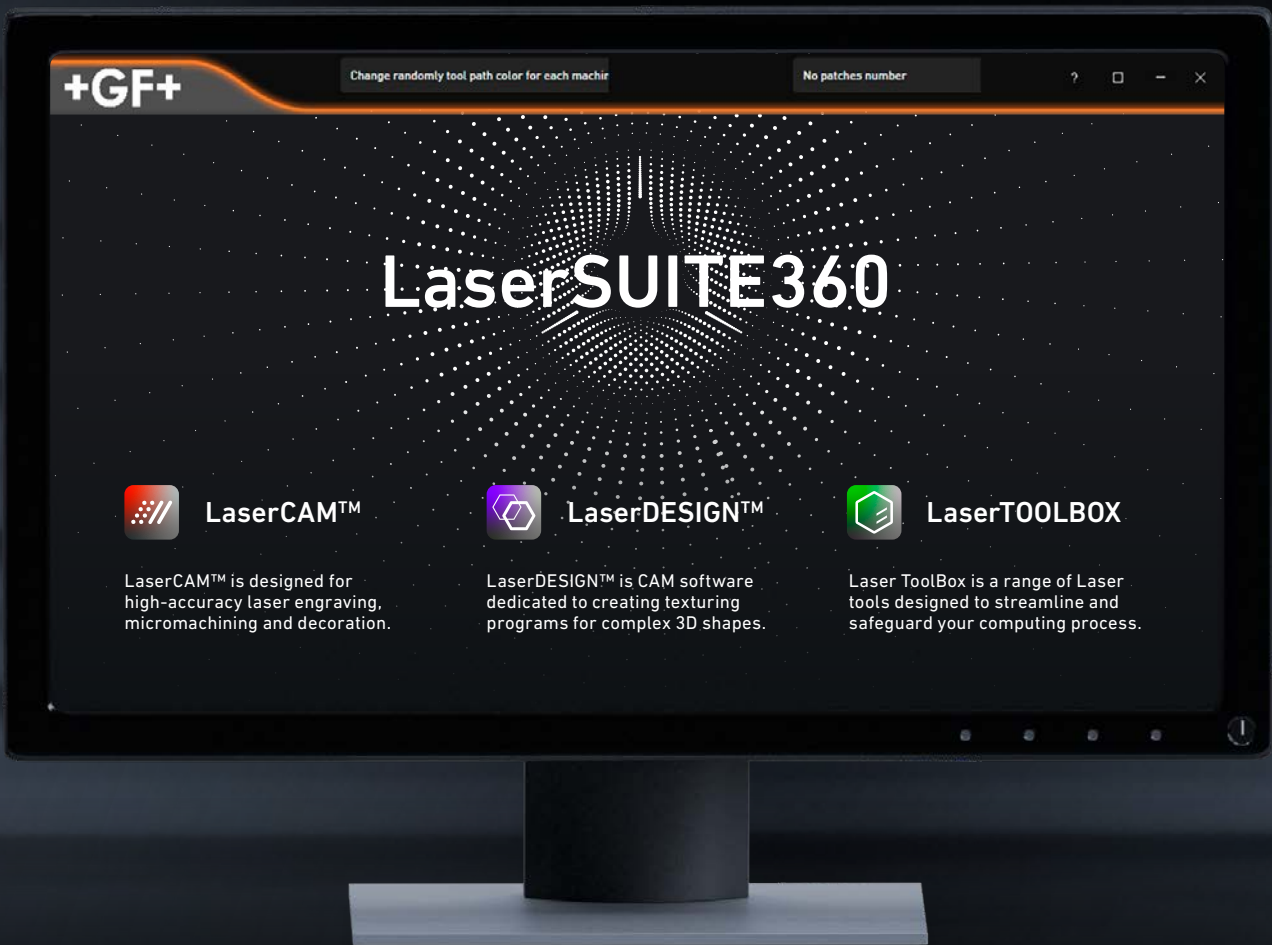 +GF+
Change randomly tool path color for each machin
No patches number
?
LaserSUITE360
LaserCAM™
LaserDESIGN™
LaserTOOLBOX
LaserCAM™ is designed for
high-accuracy laser engraving,
micromachining and decoration.
LaserDESIGN™ is CAM software
dedicated to creating texturing
programs for complex 3D shapes.
Laser ToolBox is a range of Laser
tools designed to streamline and
safeguard your computing process.